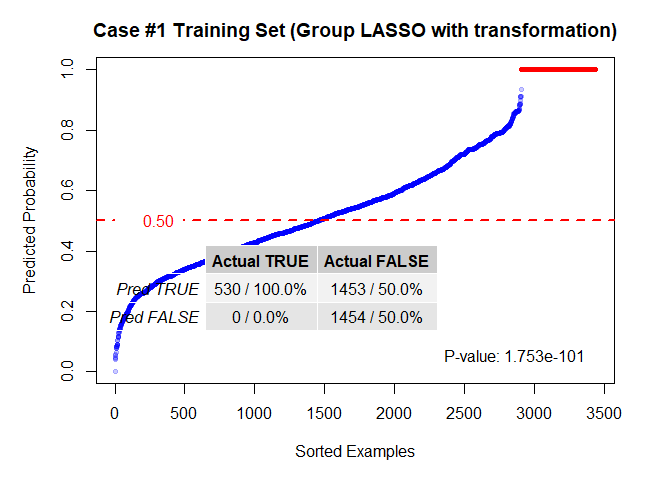 Case #1 Training Set (Group LASSO with transformation)
Predicted Probability
1.0
0.8
0.6
0.4
0.2
0.0
0.50
Actual TRUE Actual FALSE
Pred TRUE 530 / 100.0% 1453 / 50.0%
Pred FALSE 0 / 0.0% 1454 / 50.0%
P-value: 1.753e-101
0 500 1000 1500 2000 2500 3000 3500
Sorted Examples